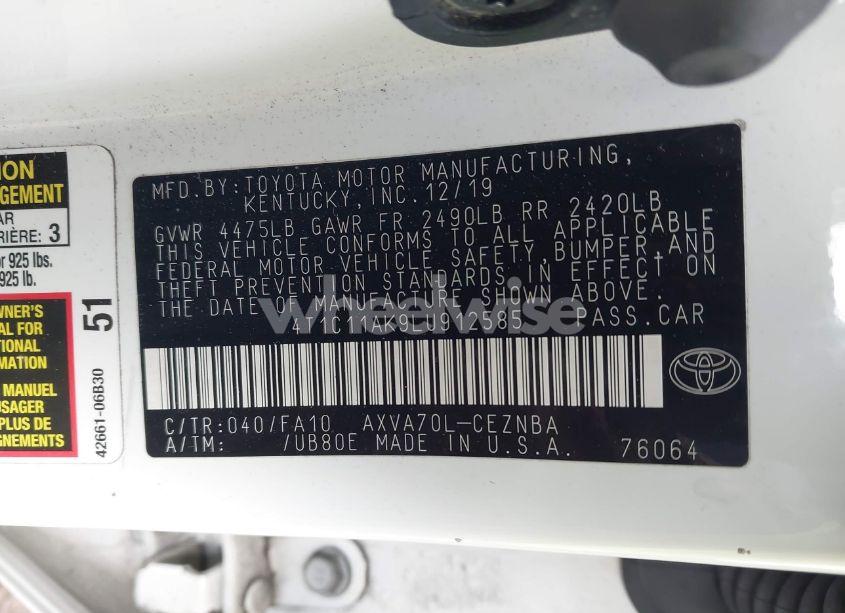 ION
GEMENT
AR
RIÈRE: 3
r 925 lbs.
925 lb.
WNER'S
AL FOR
TIONAL
MATION
MANUEL
USAGER
PLUS DE
IGNEMENTS
51
42661-06B30
MFD.BY:TOYOTA MOTOR MANUFACTURING,
KENTUCKY, INC. 12/19
GVWR 4475LB GAWR FR 2490LB RR 2420LB
THIS VEHICLE CONFORMS TO ALL APPLICABLE
FEDERAL MOTOR VEHICLE SAFETY,BUMPER,AND
THEFT PREVENTION STANDARDS IN EFFECT ON
THE DATE OF MANUFACTURE SHOWN ABOVE.
PASS.CAR
wheelwise
C/TR:040/FA10 AXVA70L-CEZNBA
A/TM: /UB80E MADE IN U.S.A. 76064